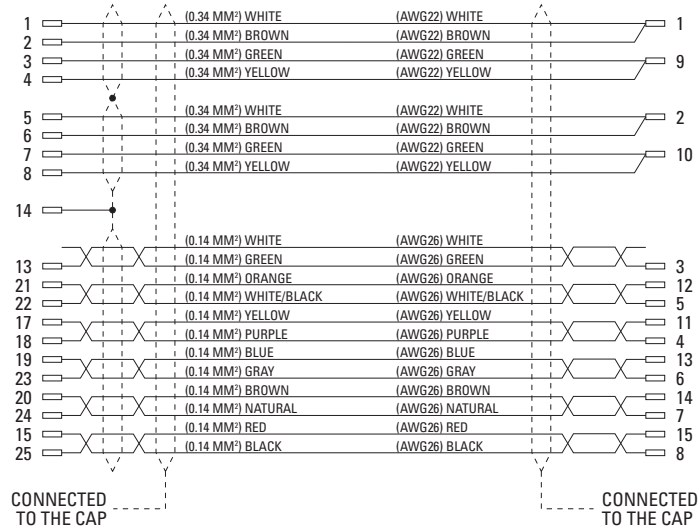 1 (0.34 MM²) WHITE (AWG22) WHITE 1
2 (0.34 MM²) BROWN (AWG22) BROWN
3 (0.34 MM²) GREEN (AWG22) GREEN 9
4 (0.34 MM²) YELLOW (AWG22) YELLOW
5 (0.34 MM²) WHITE (AWG22) WHITE 2
6 (0.34 MM²) BROWN (AWG22) BROWN
7 (0.34 MM²) GREEN (AWG22) GREEN 10
8 (0.34 MM²) YELLOW (AWG22) YELLOW
14
(0.14 MM²) WHITE (AWG26) WHITE
13 (0.14 MM²) GREEN (AWG26) GREEN 3
21 (0.14 MM²) ORANGE (AWG26) ORANGE 12
22 (0.14 MM²) WHITE/BLACK (AWG26) WHITE/BLACK 5
17 (0.14 MM²) YELLOW (AWG26) YELLOW 11
18 (0.14 MM²) PURPLE (AWG26) PURPLE 4
19 (0.14 MM²) BLUE (AWG26) BLUE 13
23 (0.14 MM²) GRAY (AWG26) GRAY 6
20 (0.14 MM²) BROWN (AWG26) BROWN 14
24 (0.14 MM²) NATURAL (AWG26) NATURAL 7
15 (0.14 MM²) RED (AWG26) RED 15
25 (0.14 MM²) BLACK (AWG26) BLACK 8
CONNECTED
TO THE CAP
CONNECTED
TO THE CAP